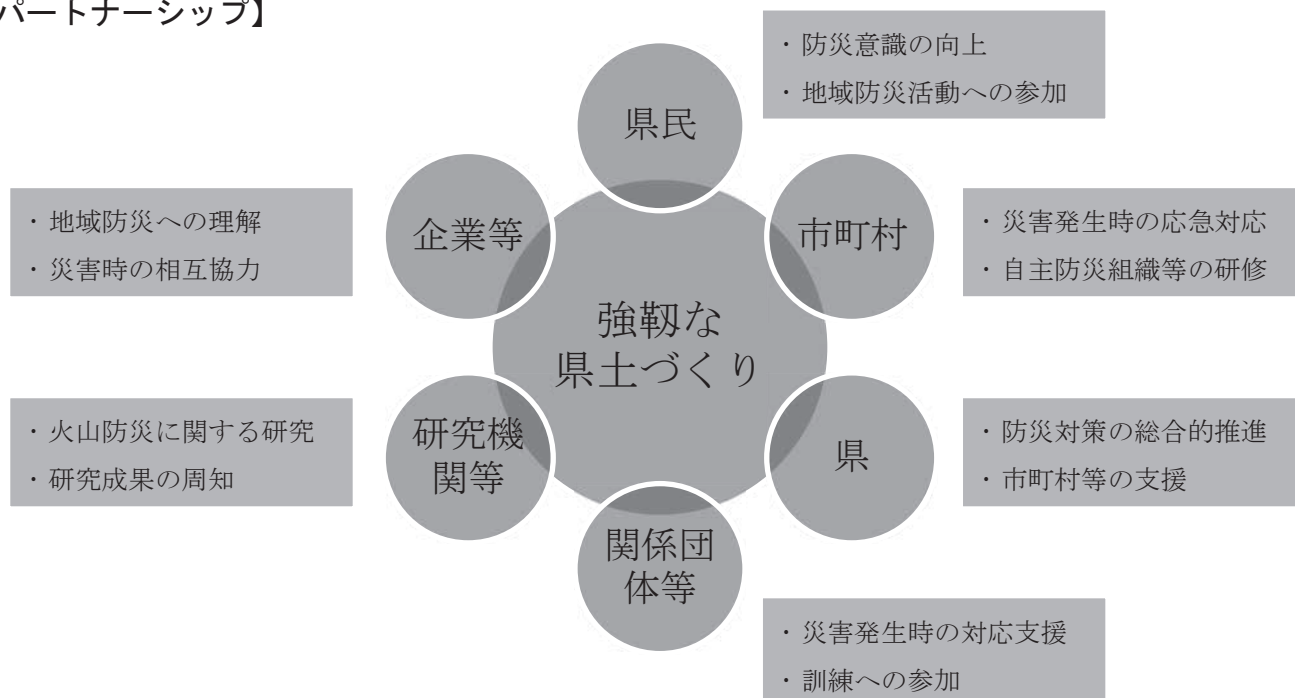 パートナーシップ】
・防災意識の向上
・地域防災活動への参加
県民
企業等
・地域防災への理解
・災害時の相互協力
市町村
・災害発生時の応急対応
・自主防災組織等の研修
強靱な
県土づくり
研究機
関等
・火山防災に関する研究
・研究成果の周知
県
・防災対策の総合的推進
・市町村等の支援
関係団
体等
・災害発生時の対応支援
・訓練への参加